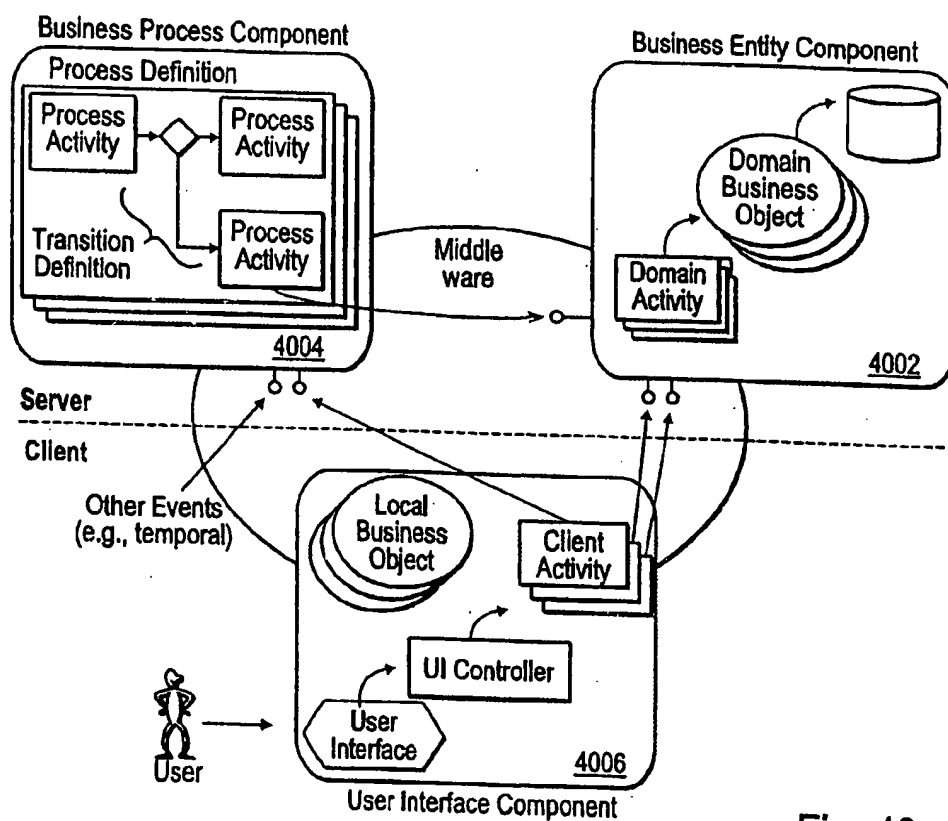 Business Process Component
Process Definition
Process
Activity
Process
Activity
Transition
Definition
Process
Activity
4004
Middle
ware
Business Entity Component
Domain
Business
Object
Domain
Activity
4002
Server
Client
Other Events
(e.g., temporal)
Local
Business
Object
Client
Activity
UI Controller
User
Interface
4006
User
User Interface Component